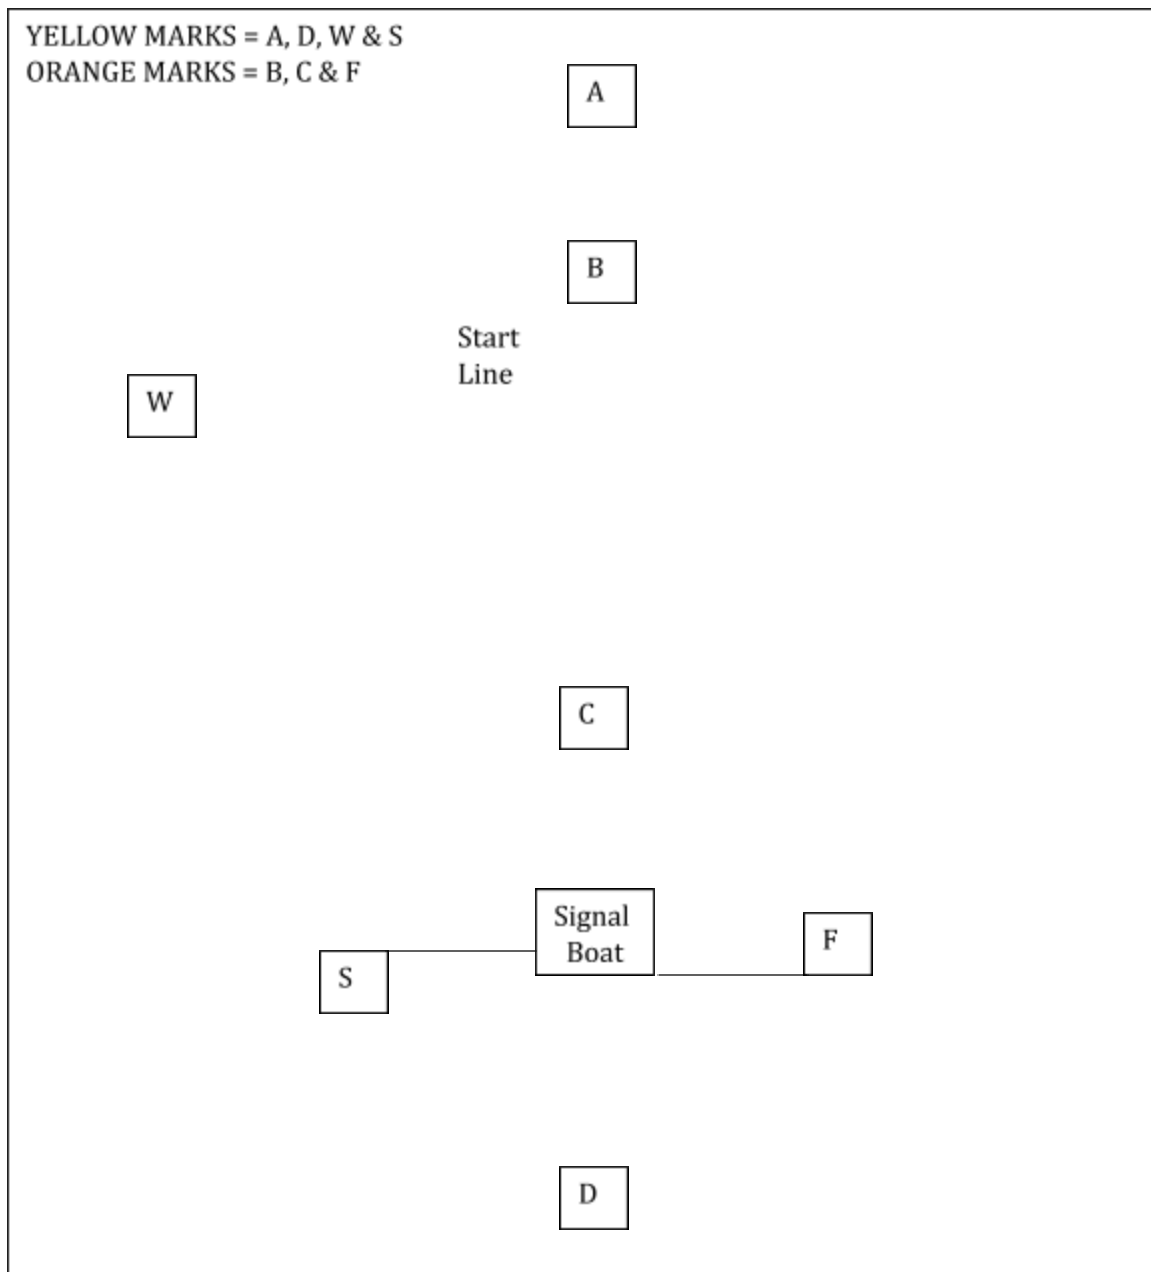 YELLOW MARKS = A, D, W & S
ORANGE MARKS = B, C & F
A
B
Start
Line
W
C
Signal
Boat
F
S
D